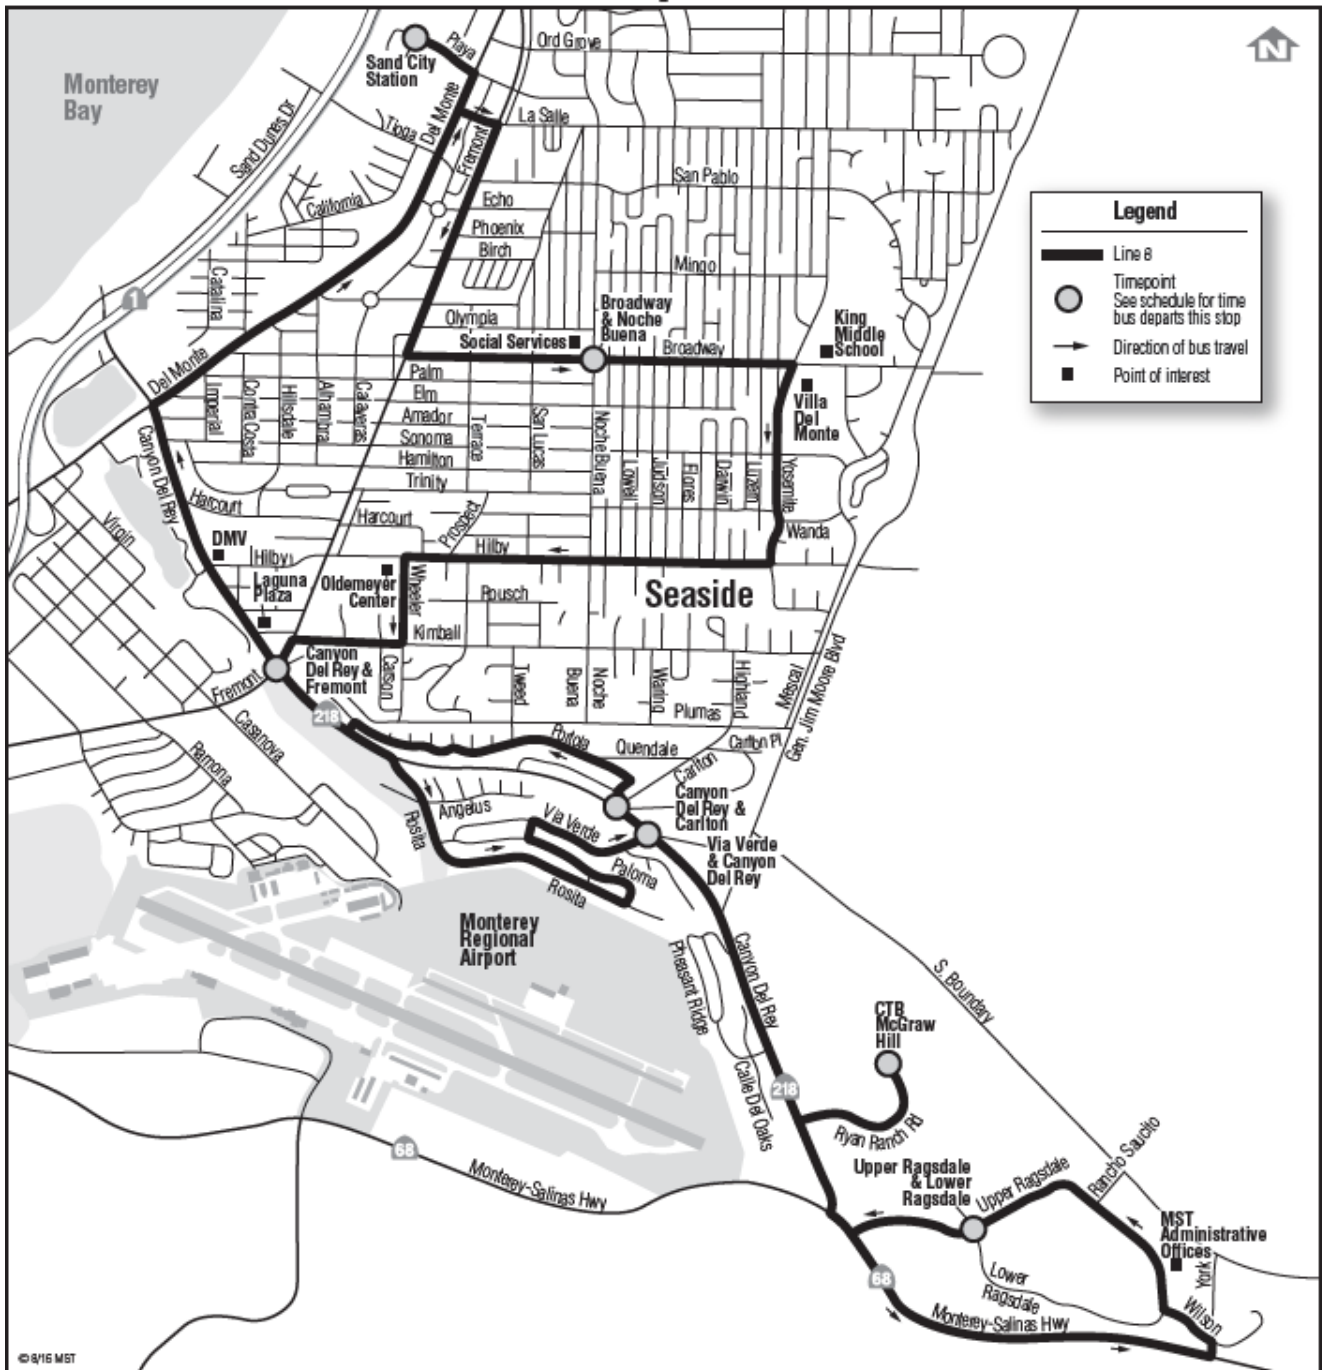 N
Monterey
Bay
Sand City
Station
Playa
Ord Grove
Sand Dunes Dr
Tioga
Del Monte
Fremont
La Salle
California
Echo
Phoenix
Birch
San Pablo
Mingo
Legend
Line 8
Timepoint
See schedule for time
bus departs this stop
Direction of bus travel
Point of interest
1
Catalina
Olympia
Social Services
Broadway
& Noche
Buena
Broadway
King
Middle
School
Del Monte
Imperial
Contra Costa
Hillsdale
Alhambra
Calaveras
Palm
Elm
Amador
Sonoma
Hamilton
Trinity
Terrace
San Lucas
Noche Buena
Lowell
Judson
Flores
Darwin
Luzern
Yosemite
Villa
Del
Monte
Canyon Del Rey
Harcourt
Harcourt
Prospect
Wanda
Virgin
DMV
Hilby
Hilby
Laguna
Plaza
Oldemeyer
Center
Wheeler
Rousch
Seaside
Kimball
Canyon
Del Rey &
Fremont
Fremont
Carson
Tweed
Buena
Noche
Waring
Highland
Mescal
Gen. Jim Moore Blvd
Plumas
218
Casanova
Ramona
Portola
Quendale
Carlton Pl
Carlton
Canyon
Del Rey &
Carlton
Angelus
Rosita
Via Verde
Via Verde
& Canyon
Del Rey
Paloma
Rosita
Monterey
Regional
Airport
Pheasant Ridge
Canyon Del Rey
S. Boundary
CTB
McGraw
Hill
Calle Del Oaks
218
Ryan Ranch Rd
68
Monterey-Salinas Hwy
Upper Ragsdale
& Lower
Ragsdale
Upper Ragsdale
Rancho Saucito
MST
Administrative
Offices
York
Lower
Ragsdale
Wilson
68
Monterey-Salinas Hwy
© 8/15 MST